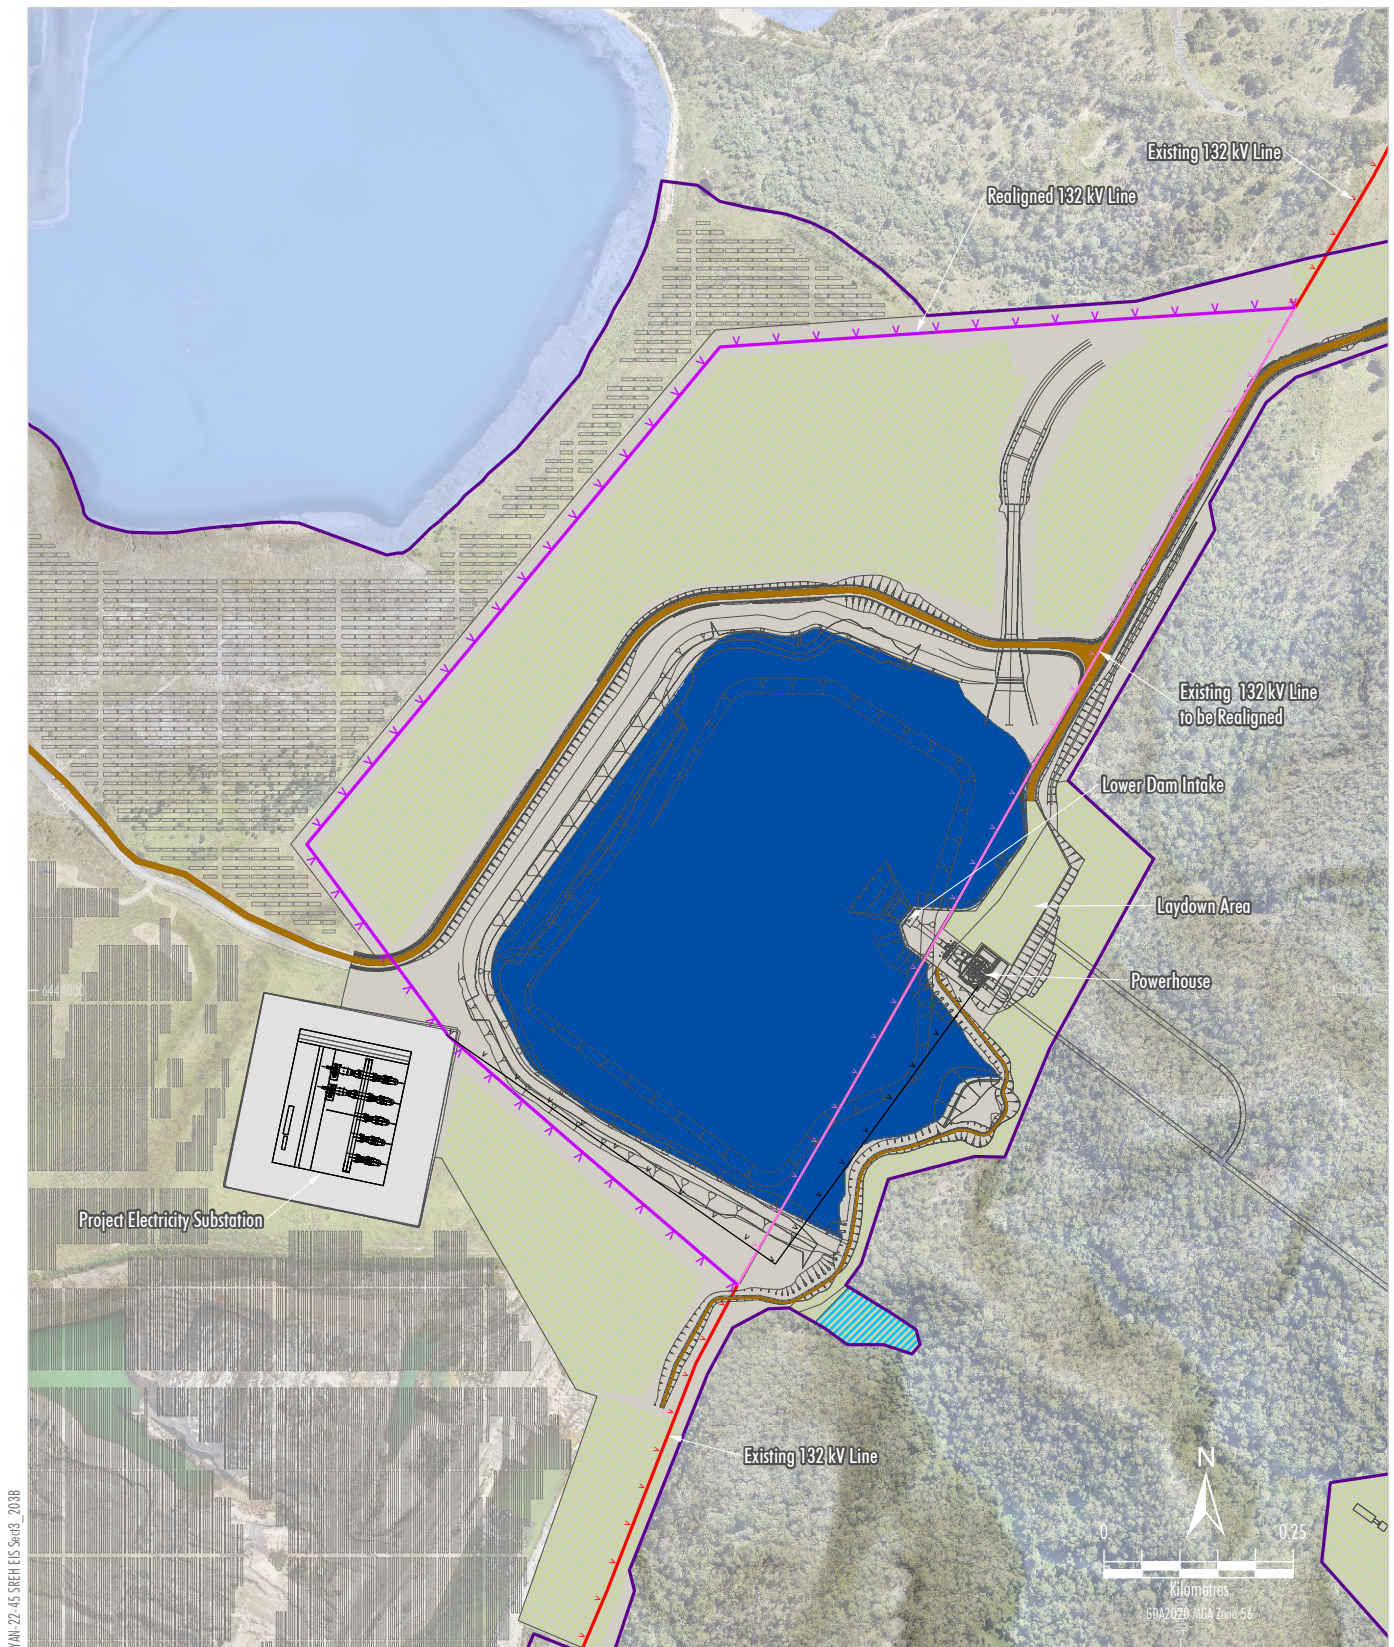 Existing 132 kV Line
Realigned 132 kV Line
Existing 132 kV Line
to be Realigned
Lower Dam Intake
Laydown Area
Powerhouse
Project Electricity Substation
Existing 132 kV Line
N
0 0.25
Kilometres
GDA2020 MGA Zone 56
YAN-22-45 SREH EIS Sect3_203B